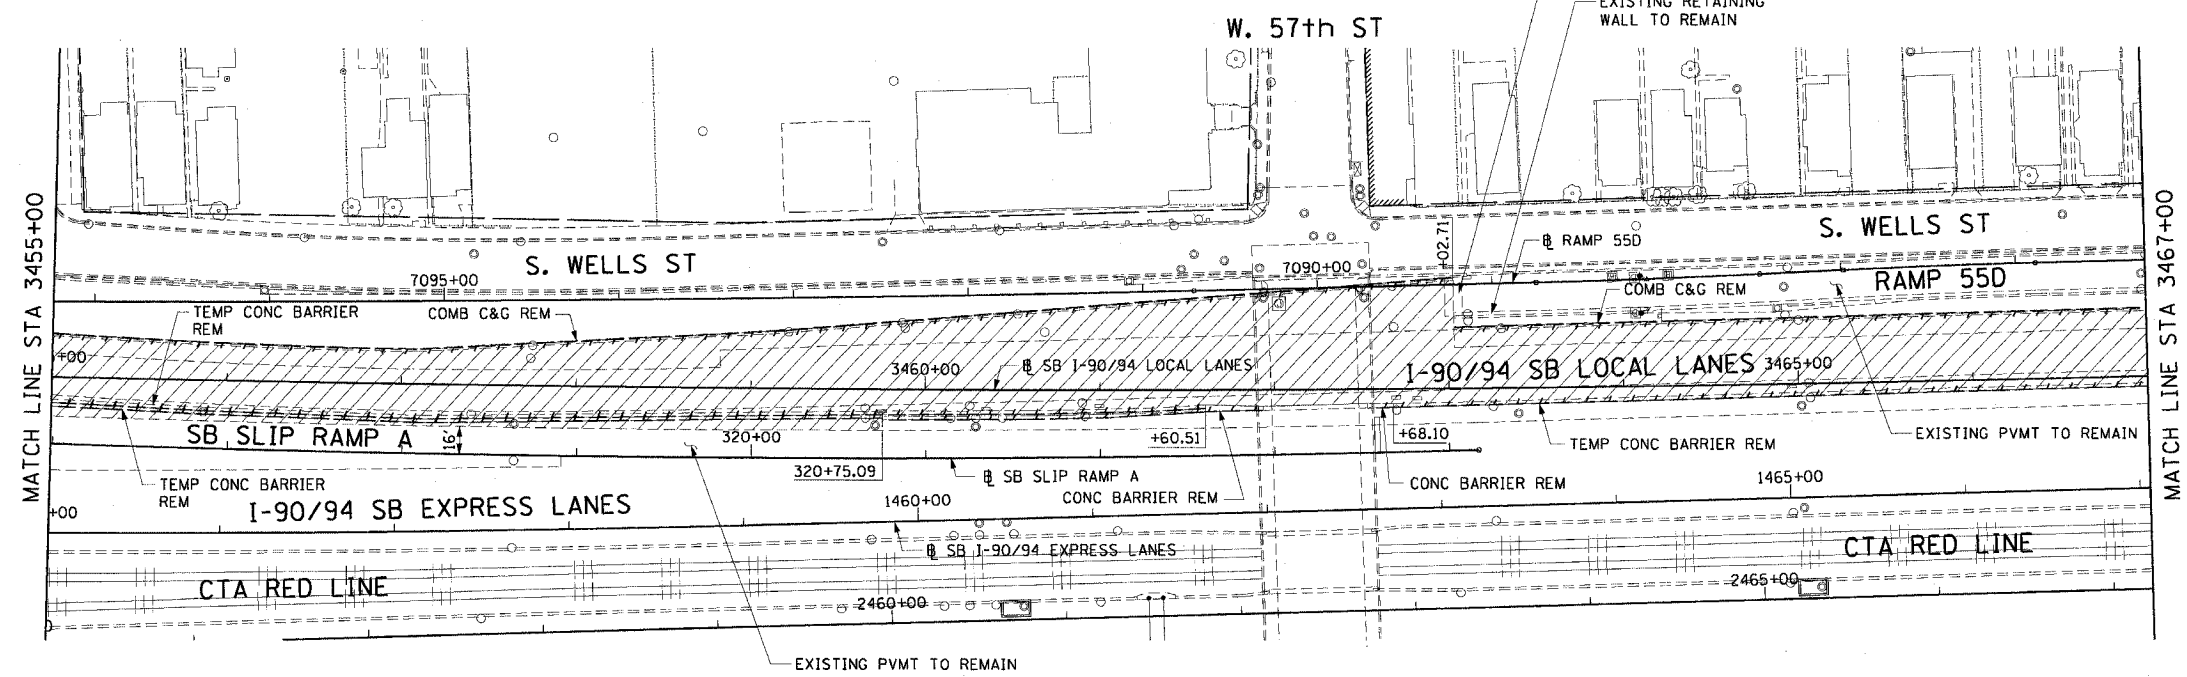 EXISTING RETAINING
WALL TO REMAIN
W. 57th ST
MATCH LINE STA 3455+00
MATCH LINE STA 3467+00
S. WELLS ST
S. WELLS ST
7095+00
7090+00
+02.71
℄ RAMP 55D
RAMP 55D
COMB C&G REM
TEMP CONC BARRIER
REM
COMB C&G REM
+00
3460+00
℄ SB I-90/94 LOCAL LANES
I-90/94 SB LOCAL LANES
3465+00
SB SLIP RAMP A
16'
320+00
+60.51
+68.10
TEMP CONC BARRIER REM
EXISTING PVMT TO REMAIN
320+75.09
℄ SB SLIP RAMP A
CONC BARRIER REM
CONC BARRIER REM
1465+00
TEMP CONC BARRIER
REM
+00
I-90/94 SB EXPRESS LANES
1460+00
℄ SB I-90/94 EXPRESS LANES
CTA RED LINE
CTA RED LINE
2460+00
2465+00
EXISTING PVMT TO REMAIN